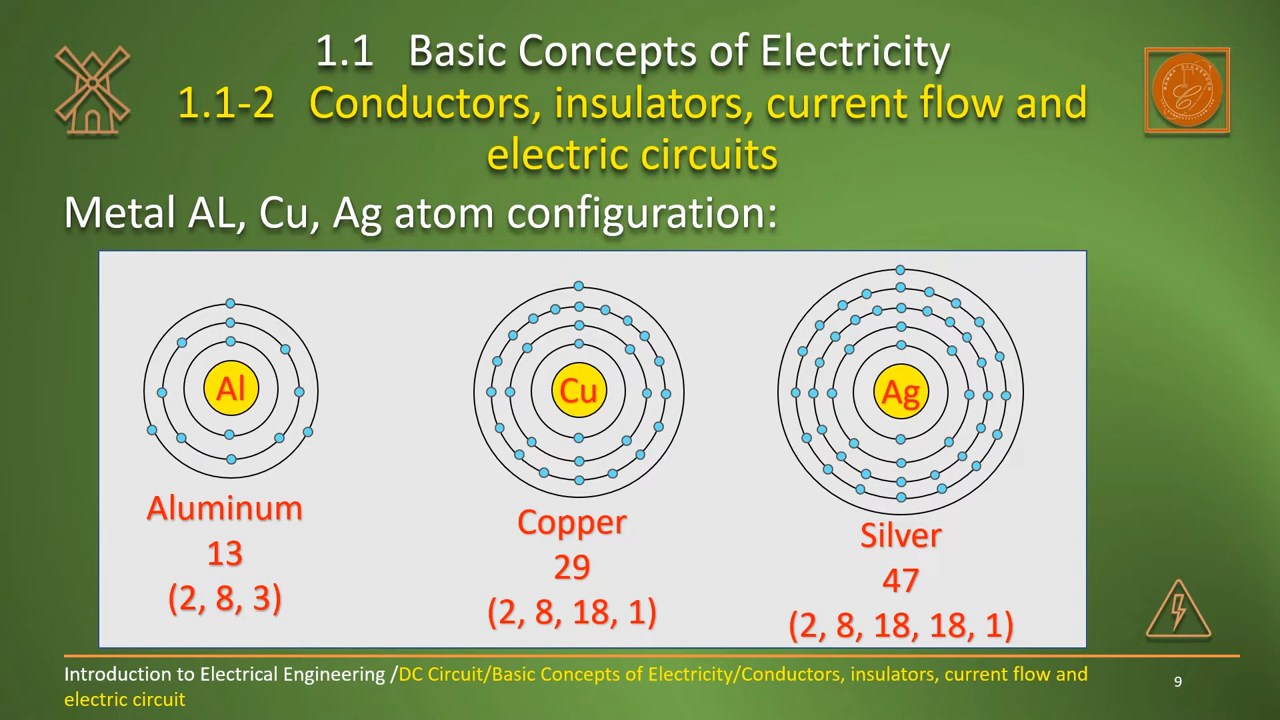 1.1 Basic Concepts of Electricity
1.1-2 Conductors, insulators, current flow and
electric circuits
Metal AL, Cu, Ag atom configuration:
Al
Cu
Ag
Aluminum
13
(2, 8, 3)
Copper
29
(2, 8, 18, 1)
Silver
47
(2, 8, 18, 18, 1)
Introduction to Electrical Engineering /DC Circuit/Basic Concepts of Electricity/Conductors, insulators, current flow and
electric circuit
9